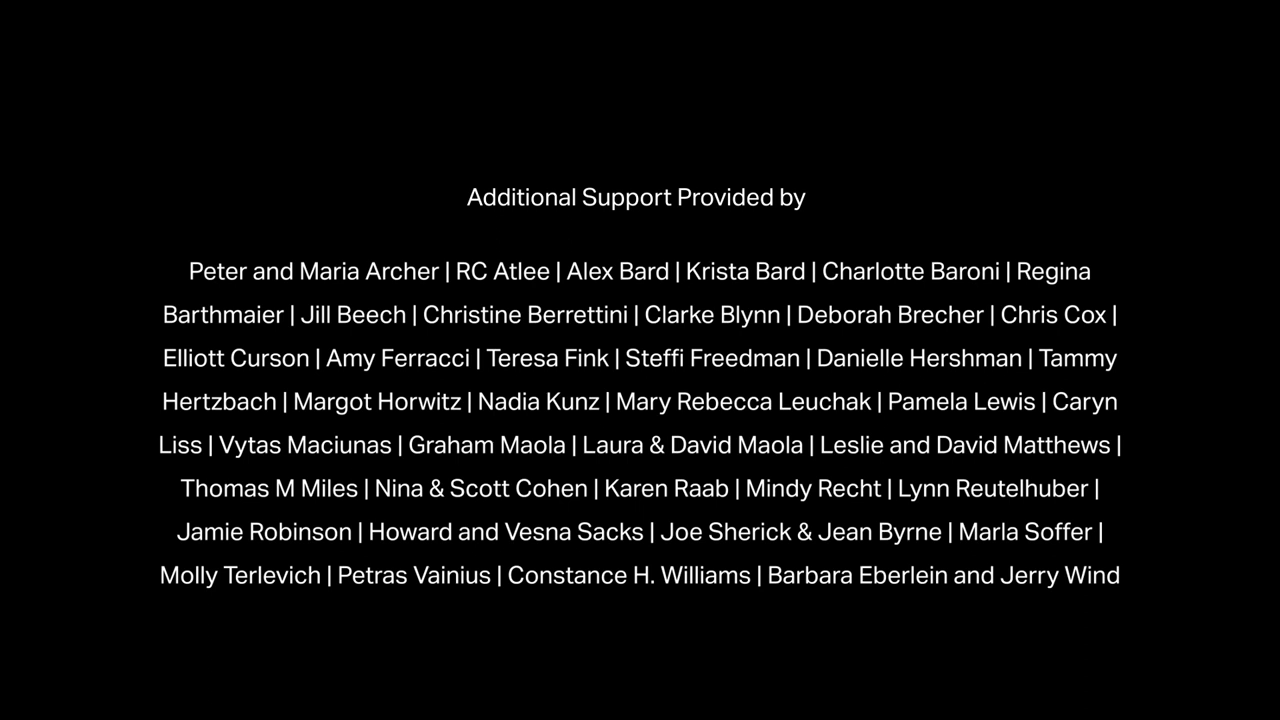 Additional Support Provided by
Peter and Maria Archer | RC Atlee | Alex Bard | Krista Bard | Charlotte Baroni | Regina
Barthmaier | Jill Beech | Christine Berrettini | Clarke Blynn | Deborah Brecher | Chris Cox |
Elliott Curson | Amy Ferracci | Teresa Fink | Steffi Freedman | Danielle Hershman | Tammy
Hertzbach | Margot Horwitz | Nadia Kunz | Mary Rebecca Leuchak | Pamela Lewis | Caryn
Liss | Vytas Maciunas | Graham Maola | Laura & David Maola | Leslie and David Matthews |
Thomas M Miles | Nina & Scott Cohen | Karen Raab | Mindy Recht | Lynn Reutelhuber |
Jamie Robinson | Howard and Vesna Sacks | Joe Sherick & Jean Byrne | Marla Soffer |
Molly Terlevich | Petras Vainius | Constance H. Williams | Barbara Eberlein and Jerry Wind